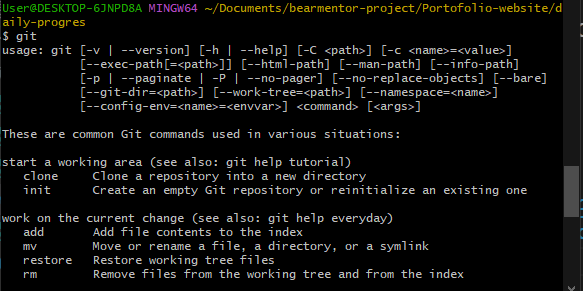 User@DESKTOP-6JNPD8A MINGW64 ~/Documents/bearmentor-project/Portofolio-website/d
aily-progres
$ git
usage: git [-v | --version] [-h | --help] [-C <path>] [-c <name>=<value>]
           [--exec-path[=<path>]] [--html-path] [--man-path] [--info-path]
           [-p | --paginate | -P | --no-pager] [--no-replace-objects] [--bare]
           [--git-dir=<path>] [--work-tree=<path>] [--namespace=<name>]
           [--config-env=<name>=<envvar>] <command> [<args>]

These are common Git commands used in various situations:

start a working area (see also: git help tutorial)
   clone     Clone a repository into a new directory
   init      Create an empty Git repository or reinitialize an existing one

work on the current change (see also: git help everyday)
   add       Add file contents to the index
   mv        Move or rename a file, a directory, or a symlink
   restore   Restore working tree files
   rm        Remove files from the working tree and from the index